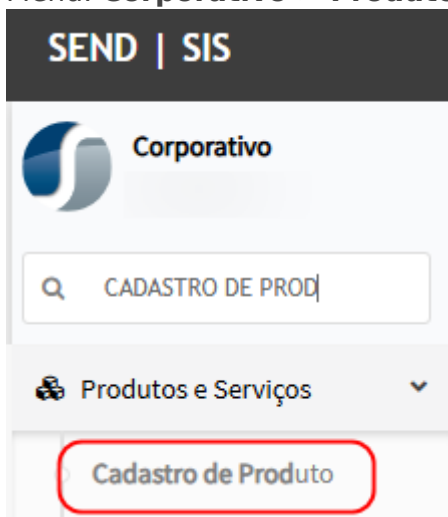 SEND | SIS
Corporativo
CADASTRO DE PROD
Produtos e Serviços
Cadastro de Produto